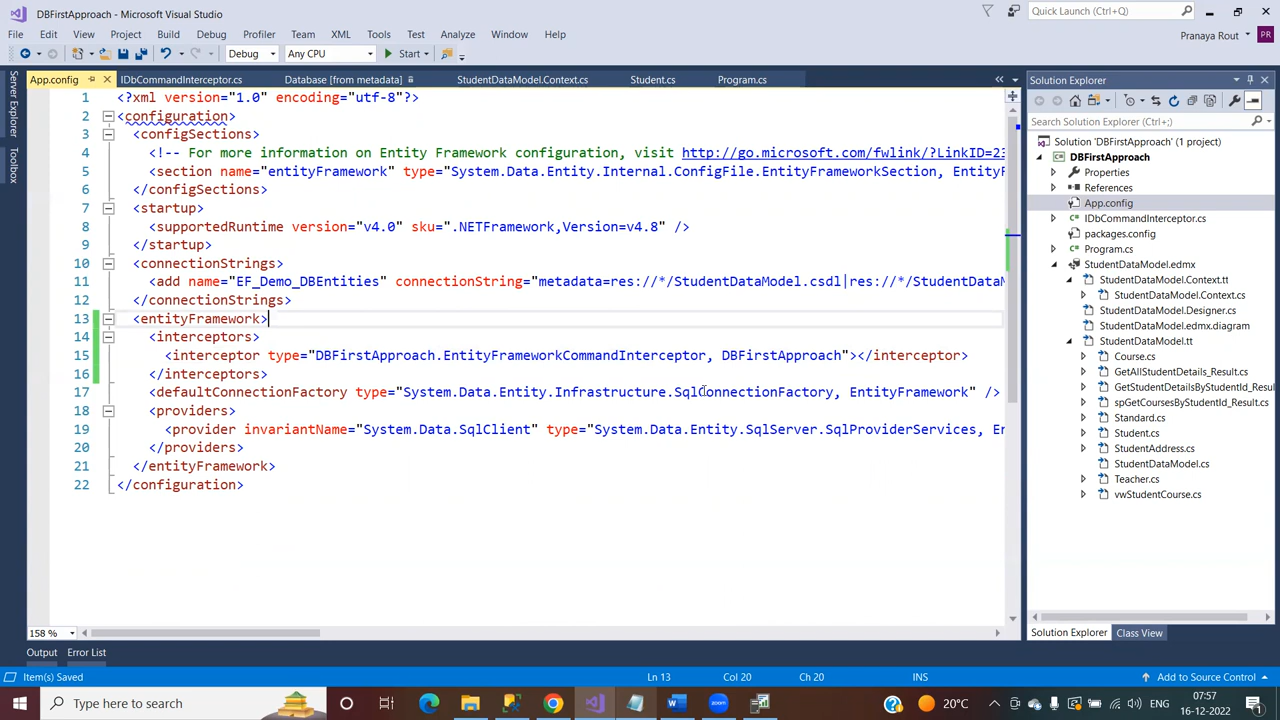 DBFirstApproach - Microsoft Visual Studio
Quick Launch (Ctrl+Q)
File Edit View Project Build Debug Profiler Team XML Tools Test Analyze Window Help
Pranaya Rout PR
Debug Any CPU Start
App.config IDbCommandInterceptor.cs Database [from metadata] StudentDataModel.Context.cs Student.cs Program.cs
Server Explorer
Toolbox
1 <?xml version="1.0" encoding="utf-8"?>
2 <configuration>
3 <configSections>
4 <!-- For more information on Entity Framework configuration, visit http://go.microsoft.com/fwlink/?LinkID=23
5 <section name="entityFramework" type="System.Data.Entity.Internal.ConfigFile.EntityFrameworkSection, EntityF
6 </configSections>
7 <startup>
8 <supportedRuntime version="v4.0" sku=".NETFramework,Version=v4.8" />
9 </startup>
10 <connectionStrings>
11 <add name="EF_Demo_DBEntities" connectionString="metadata=res://*/StudentDataModel.csdl|res://*/StudentDataM
12 </connectionStrings>
13 <entityFramework>
14 <interceptors>
15 <interceptor type="DBFirstApproach.EntityFrameworkCommandInterceptor, DBFirstApproach"></interceptor>
16 </interceptors>
17 <defaultConnectionFactory type="System.Data.Entity.Infrastructure.SqlConnectionFactory, EntityFramework" />
18 <providers>
19 <provider invariantName="System.Data.SqlClient" type="System.Data.Entity.SqlServer.SqlProviderServices, En
20 </providers>
21 </entityFramework>
22 </configuration>
158 %
Solution Explorer
Search Solution Explorer (Ctrl+;)
Solution 'DBFirstApproach' (1 project)
DBFirstApproach
Properties
References
App.config
IDbCommandInterceptor.cs
packages.config
Program.cs
StudentDataModel.edmx
StudentDataModel.Context.tt
StudentDataModel.Context.cs
StudentDataModel.Designer.cs
StudentDataModel.edmx.diagram
StudentDataModel.tt
Course.cs
GetAllStudentDetails_Result.cs
GetStudentDetailsByStudentId_Resul
spGetCoursesByStudentId_Result.cs
Standard.cs
Student.cs
StudentAddress.cs
StudentDataModel.cs
Teacher.cs
vwStudentCourse.cs
Solution Explorer Class View
Output Error List
Item(s) Saved Ln 13 Col 20 Ch 20 INS Add to Source Control
Type here to search
zoom
20°C
ENG
07:57
16-12-2022
1